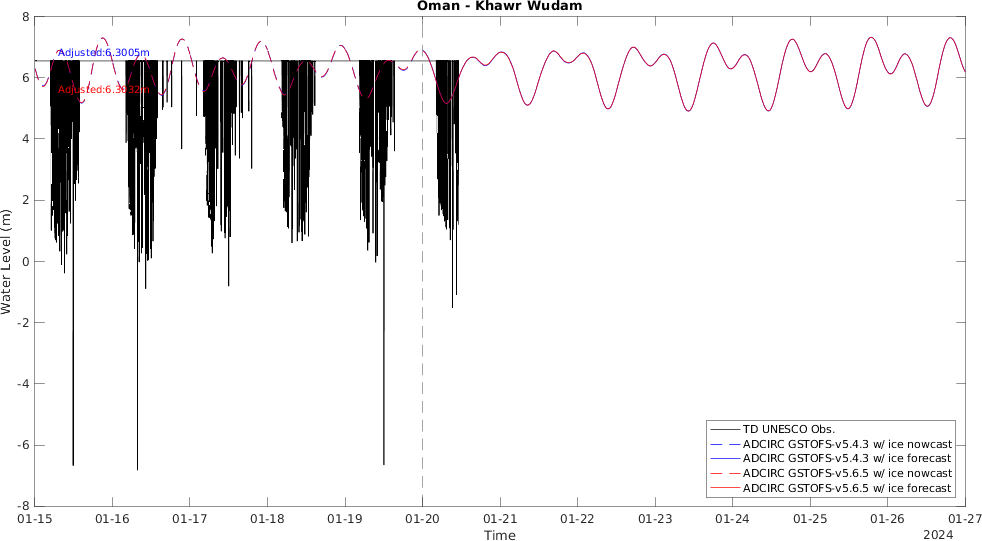 Oman - Khawr Wudam
Adjusted:6.3005m
Adjusted:6.3032m
Water Level (m)
8
6
4
2
0
-2
-4
-6
-8
TD UNESCO Obs.
ADCIRC GSTOFS-v5.4.3 w/ ice nowcast
ADCIRC GSTOFS-v5.4.3 w/ ice forecast
ADCIRC GSTOFS-v5.6.5 w/ ice nowcast
ADCIRC GSTOFS-v5.6.5 w/ ice forecast
01-15 01-16 01-17 01-18 01-19 01-20 01-21 01-22 01-23 01-24 01-25 01-26 01-27
Time
2024